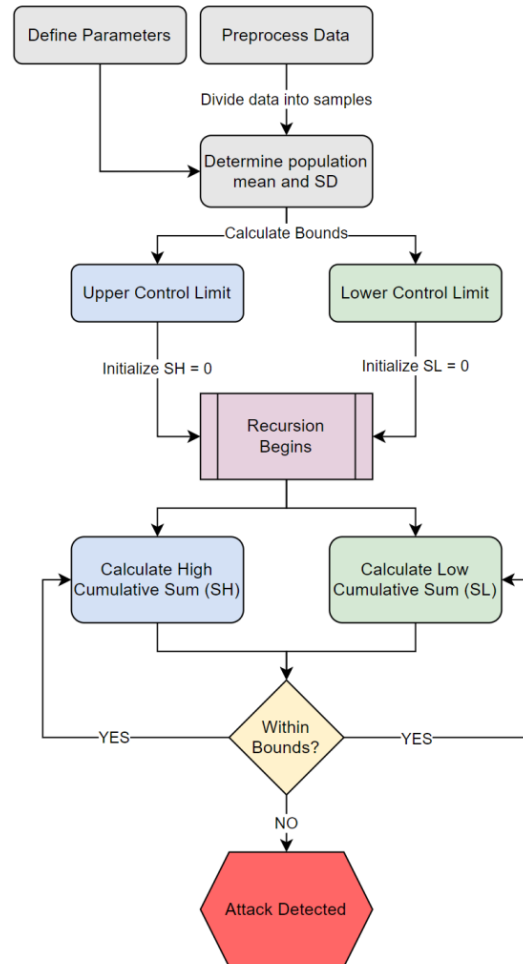 Define Parameters
Preprocess Data
Divide data into samples
Determine population
mean and SD
Calculate Bounds
Upper Control Limit
Lower Control Limit
Initialize SH = 0
Initialize SL = 0
Recursion
Begins
Calculate High
Cumulative Sum (SH)
Calculate Low
Cumulative Sum (SL)
Within
Bounds?
YES
YES
NO
Attack Detected